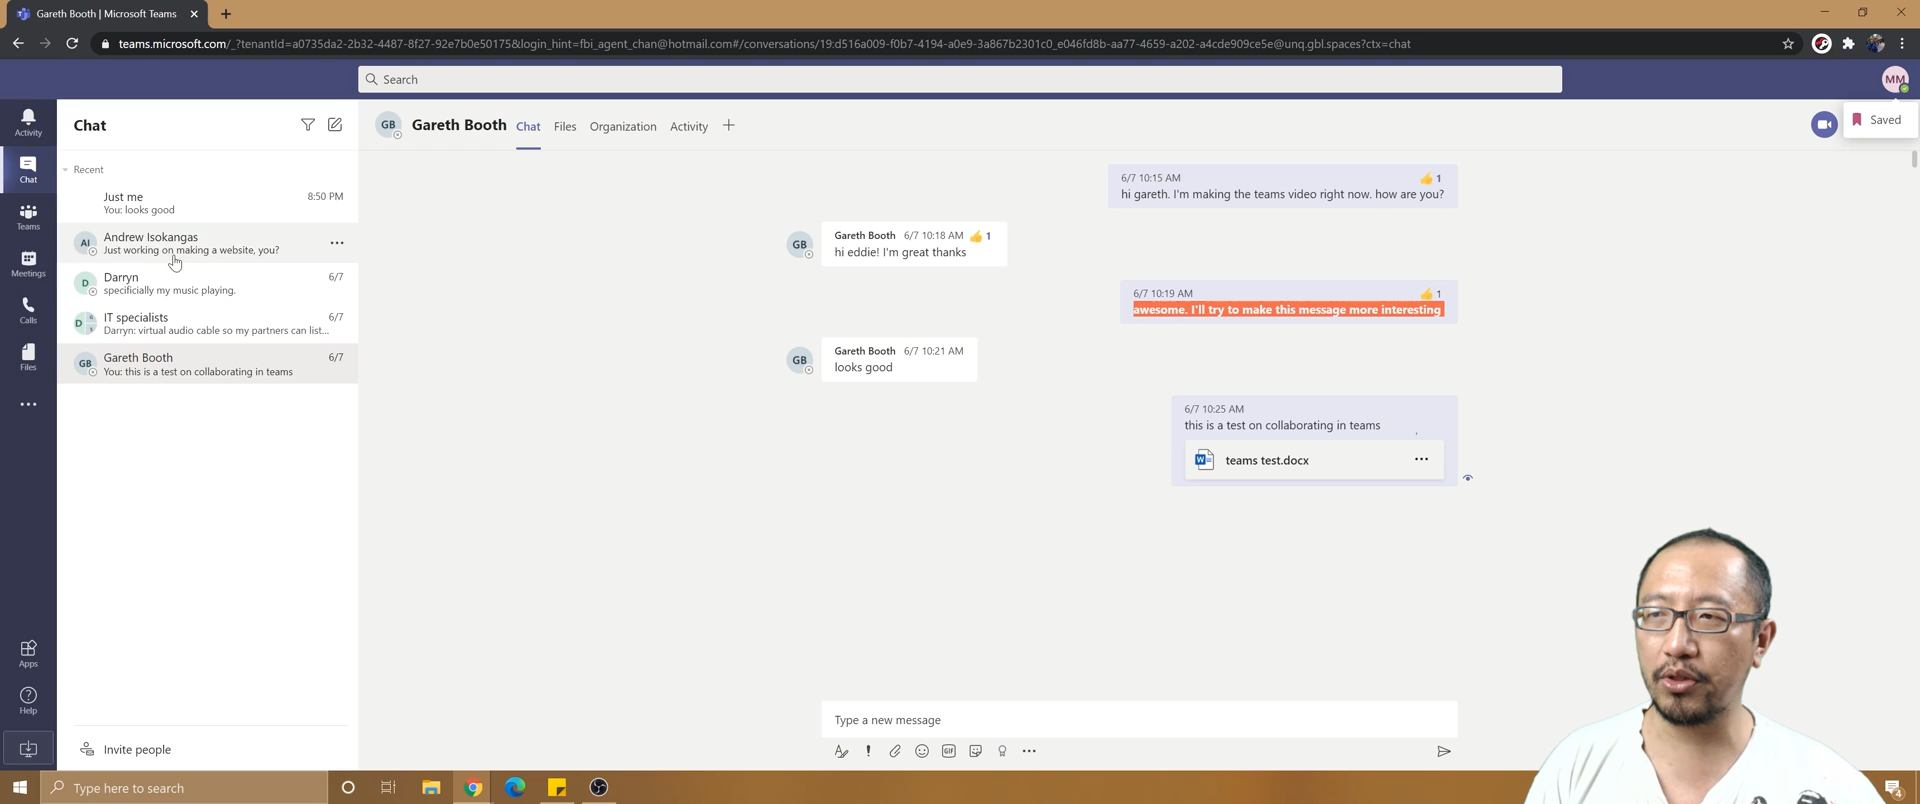 Gareth Booth | Microsoft Teams
teams.microsoft.com/_?tenantId=a0735da2-2b32-4487-8f27-92e7b0e50175&login_hint=fbi_agent_chan@hotmail.com#/conversations/19:d516a009-f0b7-4194-a0e9-3a867b2301c0_e046fd8b-aa77-4659-a202-a4cde909ce5e@unq.gbl.spaces?ctx=chat
Search
MM
Saved
Activity
Chat
Teams
Meetings
Calls
Files
Apps
Help
Chat
Recent
Just me 8:50 PM
You: looks good
AI Andrew Isokangas
Just working on making a website, you?
D Darryn 6/7
specificially my music playing.
D G S IT specialists 6/7
Darryn: virtual audio cable so my partners can list...
GB Gareth Booth 6/7
You: this is a test on collaborating in teams
Invite people
GB Gareth Booth Chat Files Organization Activity
6/7 10:15 AM 1
hi gareth. I'm making the teams video right now. how are you?
GB Gareth Booth 6/7 10:18 AM 1
hi eddie! I'm great thanks
6/7 10:19 AM 1
awesome. I'll try to make this message more interesting
GB Gareth Booth 6/7 10:21 AM
looks good
6/7 10:25 AM
this is a test on collaborating in teams
teams test.docx
Type a new message
GIF
Type here to search
4